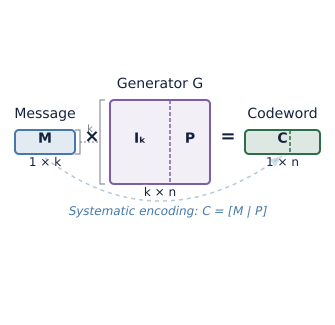 Generator G
Message
Codeword
k
M × Iₖ P = C
1 × k
1 × n
k × n
Systematic encoding: C = [M | P]